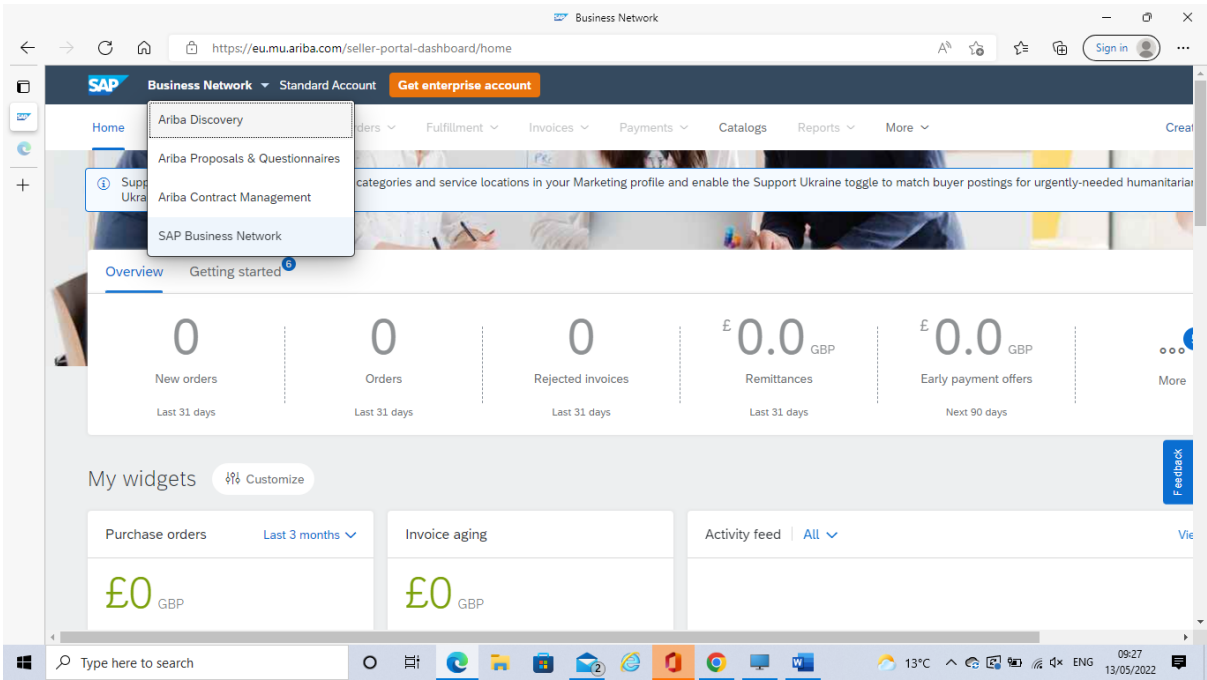 Business Network
https://eu.mu.ariba.com/seller-portal-dashboard/home
Sign in
SAP Business Network Standard Account Get enterprise account
Ariba Discovery
Ariba Proposals & Questionnaires
Ariba Contract Management
SAP Business Network
Home ders Fulfillment Invoices Payments Catalogs Reports More Creat
Supp categories and service locations in your Marketing profile and enable the Support Ukraine toggle to match buyer postings for urgently-needed humanitaria
Ukra
Overview Getting started 6
0 0 0 £0.0 GBP £0.0 GBP
New orders Orders Rejected invoices Remittances Early payment offers More
Last 31 days Last 31 days Last 31 days Last 31 days Next 90 days
Feedback
My widgets Customize
Purchase orders Last 3 months Invoice aging Activity feed All Vie
£0 GBP £0 GBP
Type here to search 2 13°C ENG 09:27
13/05/2022